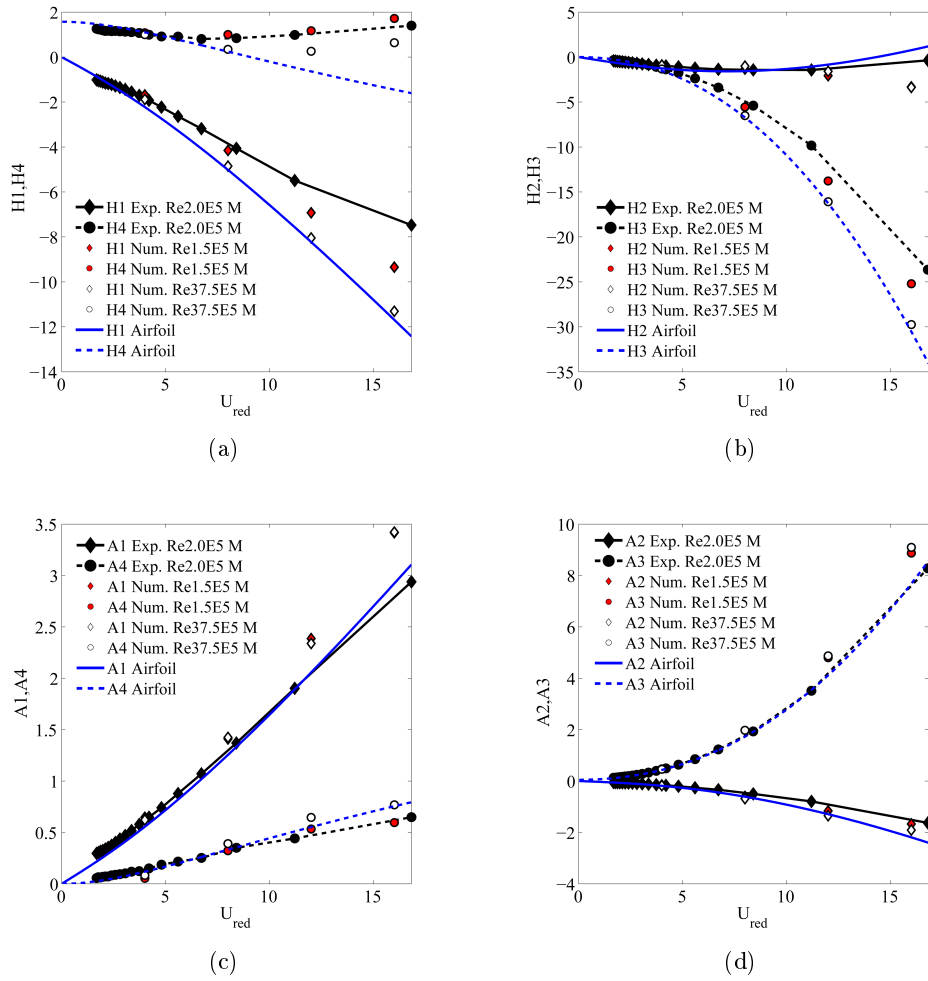 2
0
−2
−4
−6
−8
−10
−12
−14
H1,H4
H1 Exp. Re2.0E5 M
H4 Exp. Re2.0E5 M
H1 Num. Re1.5E5 M
H4 Num. Re1.5E5 M
H1 Num. Re37.5E5 M
H4 Num. Re37.5E5 M
H1 Airfoil
H4 Airfoil
0 5 10 15
U_red
(a)
5
0
−5
−10
−15
−20
−25
−30
−35
H2,H3
H2 Exp. Re2.0E5 M
H3 Exp. Re2.0E5 M
H2 Num. Re1.5E5 M
H3 Num. Re1.5E5 M
H2 Num. Re37.5E5 M
H3 Num. Re37.5E5 M
H2 Airfoil
H3 Airfoil
0 5 10 15
U_red
(b)
3.5
3
2.5
2
1.5
1
0.5
0
A1,A4
A1 Exp. Re2.0E5 M
A4 Exp. Re2.0E5 M
A1 Num. Re1.5E5 M
A4 Num. Re1.5E5 M
A1 Num. Re37.5E5 M
A4 Num. Re37.5E5 M
A1 Airfoil
A4 Airfoil
0 5 10 15
U_red
(c)
10
8
6
4
2
0
−2
−4
A2,A3
A2 Exp. Re2.0E5 M
A3 Exp. Re2.0E5 M
A2 Num. Re1.5E5 M
A3 Num. Re1.5E5 M
A2 Num. Re37.5E5 M
A3 Num. Re37.5E5 M
A2 Airfoil
A3 Airfoil
0 5 10 15
U_red
(d)